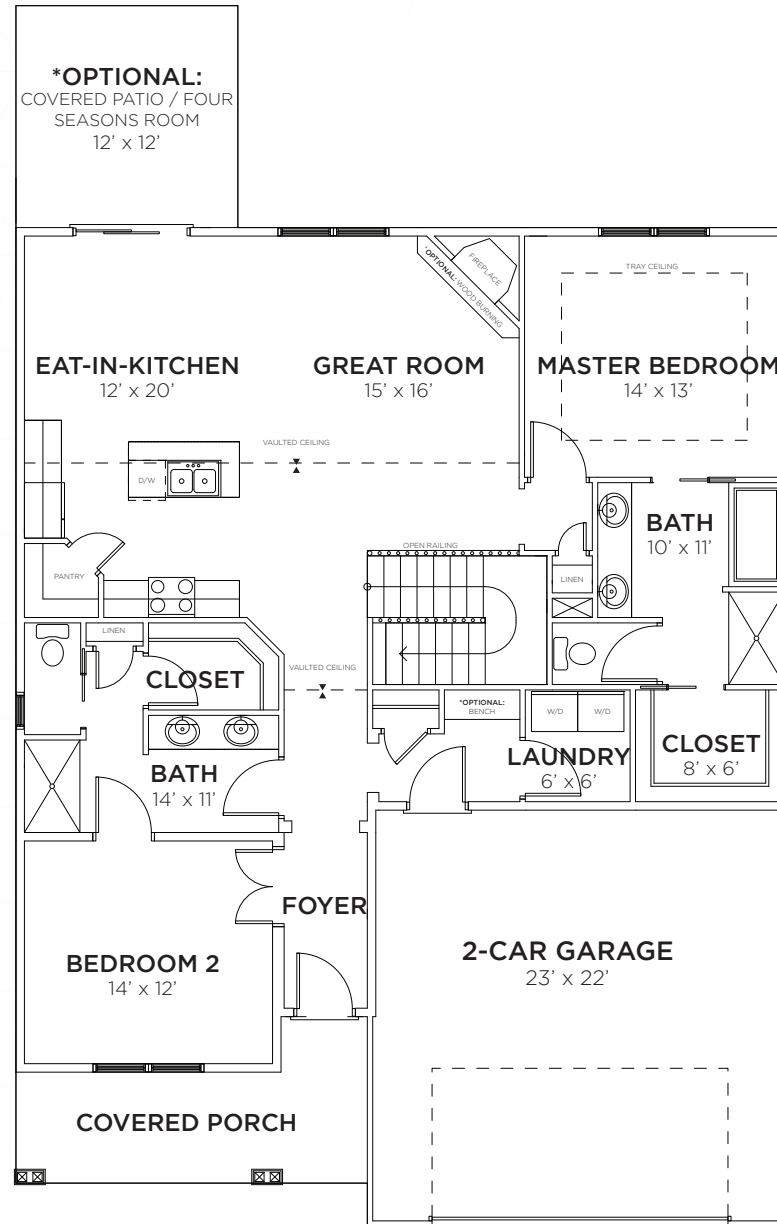 *OPTIONAL:
COVERED PATIO / FOUR
SEASONS ROOM
12’ x 12’
FIREPLACE
*OPTIONAL: WOOD BURNING
TRAY CEILING
EAT-IN-KITCHEN
12’ x 20’
GREAT ROOM
15’ x 16’
MASTER BEDROOM
14’ x 13’
VAULTED CEILING
D/W
BATH
10’ x 11’
OPEN RAILING
PANTRY
LINEN
LINEN
CLOSET
VAULTED CEILING
*OPTIONAL:
BENCH
W/D
W/D
LAUNDRY
6’ x 6’
CLOSET
8’ x 6’
BATH
14’ x 11’
FOYER
BEDROOM 2
14’ x 12’
2-CAR GARAGE
23’ x 22’
COVERED PORCH